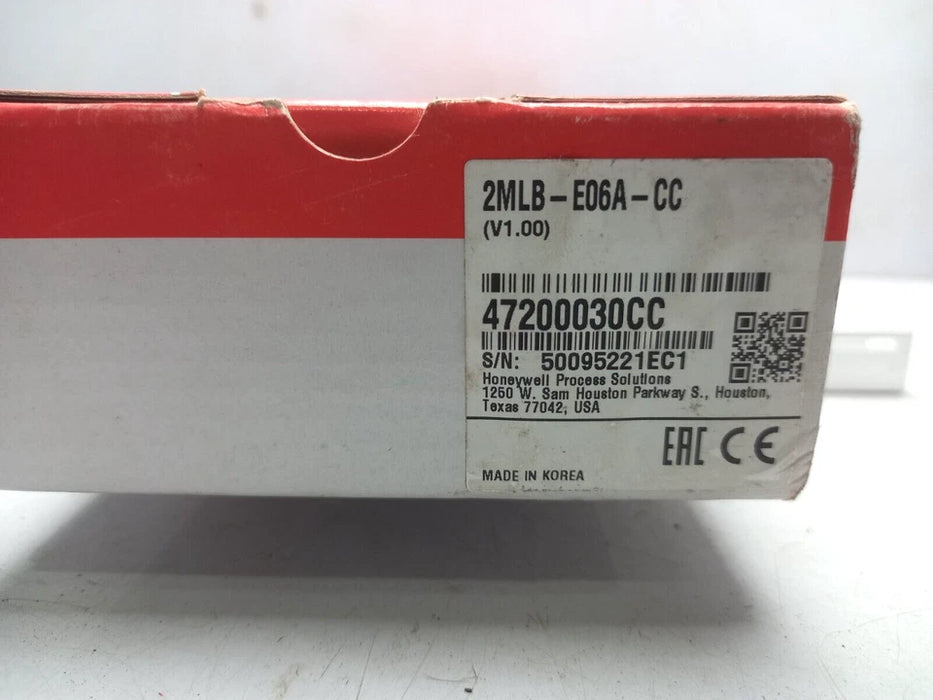 2MLB-E06A-CC
(V1.00)
47200030CC
S/N: 50095221EC1
Honeywell Process Solutions
1250 W. Sam Houston Parkway S., Houston,
Texas 77042, USA
EAC CE
MADE IN KOREA